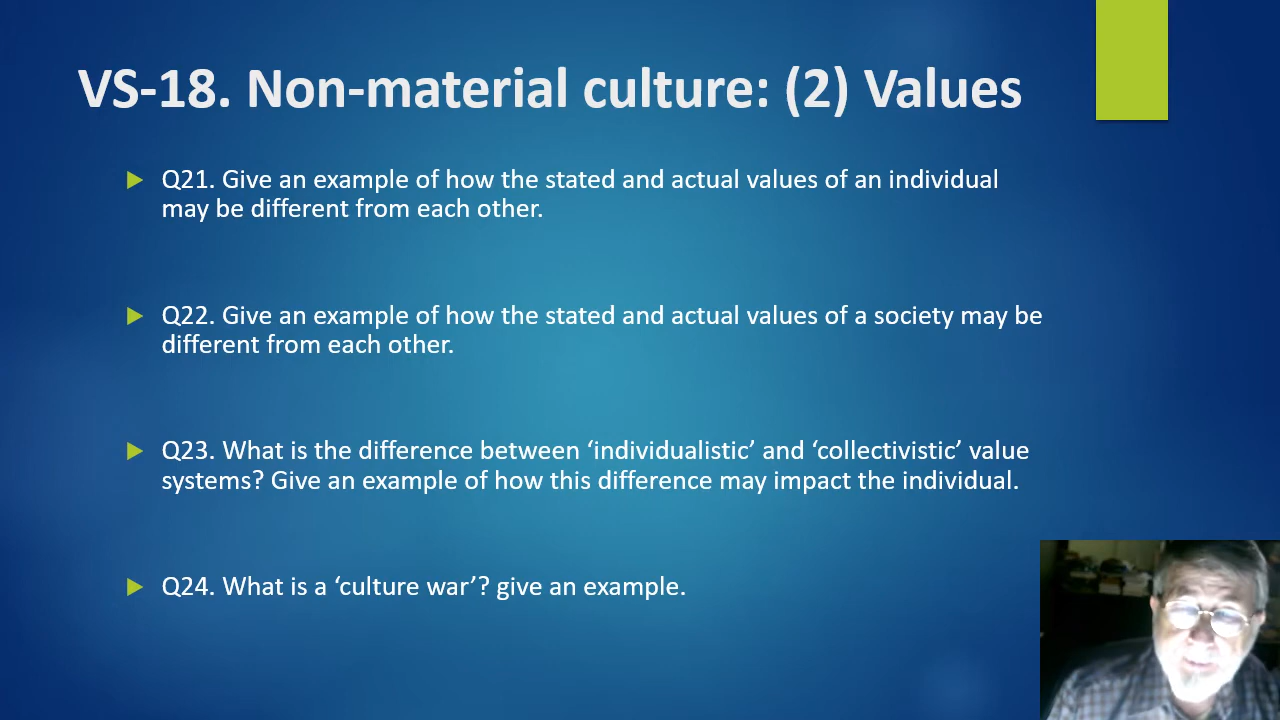 VS-18. Non-material culture: (2) Values
Q21. Give an example of how the stated and actual values of an individual
may be different from each other.
Q22. Give an example of how the stated and actual values of a society may be
different from each other.
Q23. What is the difference between ‘individualistic’ and ‘collectivistic’ value
systems? Give an example of how this difference may impact the individual.
Q24. What is a ‘culture war’? give an example.